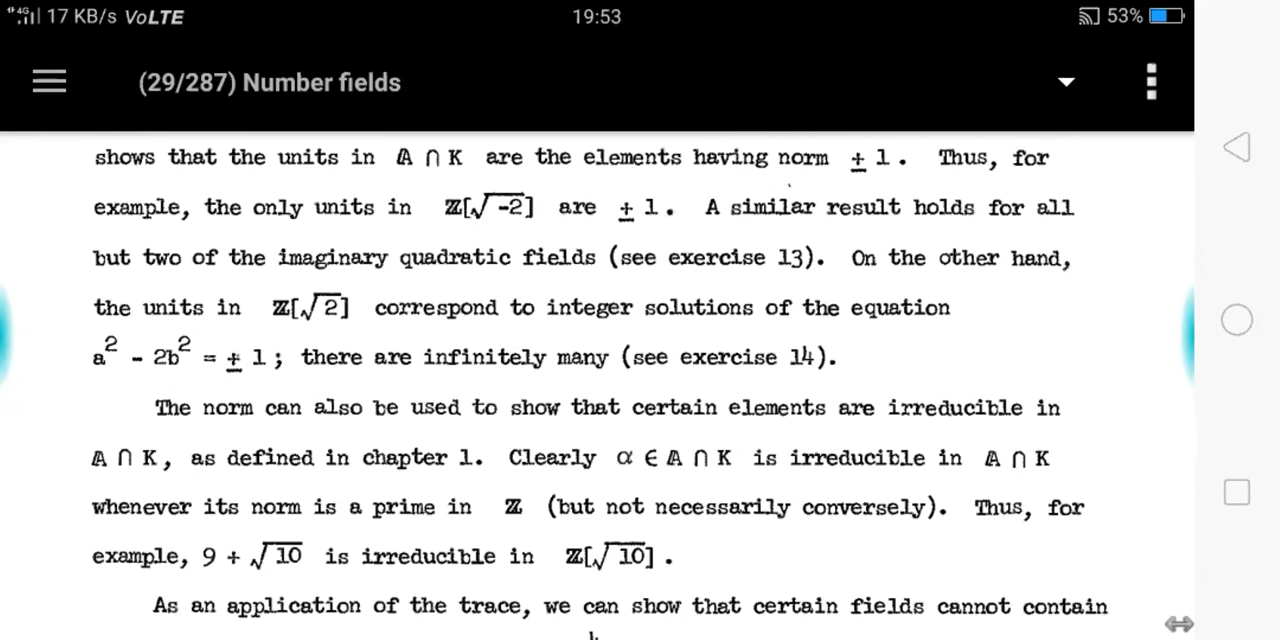 4G 17 KB/s VoLTE 19:53 53%
(29/287) Number fields
shows that the units in 𝔸 ∩ K are the elements having norm ± 1. Thus, for
example, the only units in ℤ[√-2] are ± 1. A similar result holds for all
but two of the imaginary quadratic fields (see exercise 13). On the other hand,
the units in ℤ[√2] correspond to integer solutions of the equation
a² - 2b² = ± 1; there are infinitely many (see exercise 14).
The norm can also be used to show that certain elements are irreducible in
𝔸 ∩ K, as defined in chapter 1. Clearly α ∈ 𝔸 ∩ K is irreducible in 𝔸 ∩ K
whenever its norm is a prime in ℤ (but not necessarily conversely). Thus, for
example, 9 + √10 is irreducible in ℤ[√10].
As an application of the trace, we can show that certain fields cannot contain